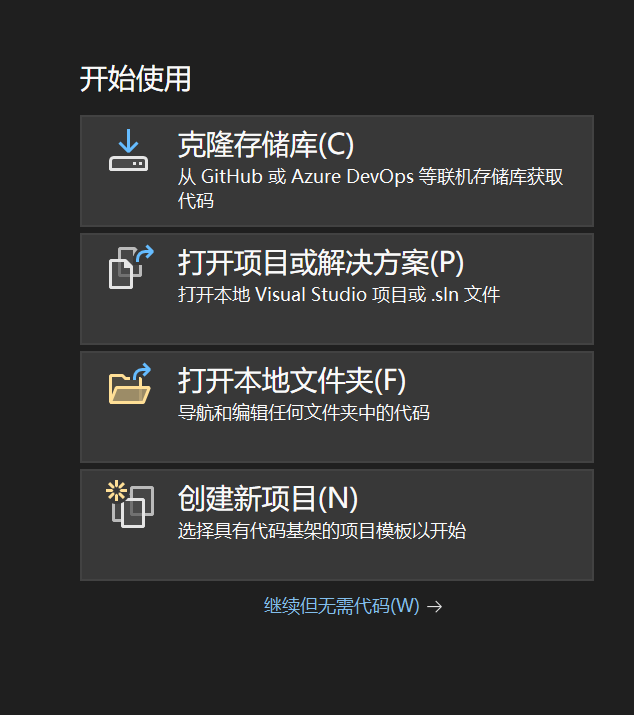 开始使用
克隆存储库(C)
从 GitHub 或 Azure DevOps 等联机存储库获取
代码
打开项目或解决方案(P)
打开本地 Visual Studio 项目或 .sln 文件
打开本地文件夹(F)
导航和编辑任何文件夹中的代码
创建新项目(N)
选择具有代码基架的项目模板以开始
继续但无需代码(W) →